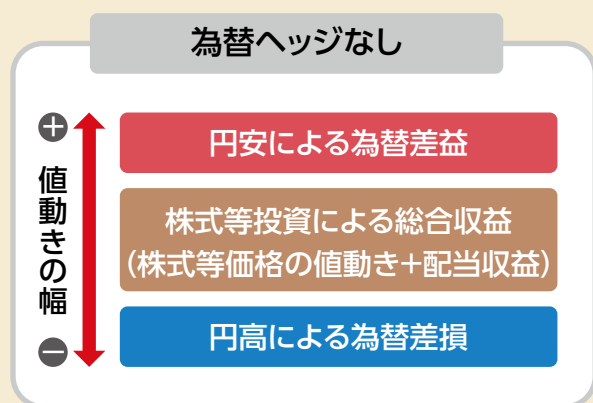 為替ヘッジなし
＋
値動きの幅
－
円安による為替差益
株式等投資による総合収益
(株式等価格の値動き+配当収益)
円高による為替差損